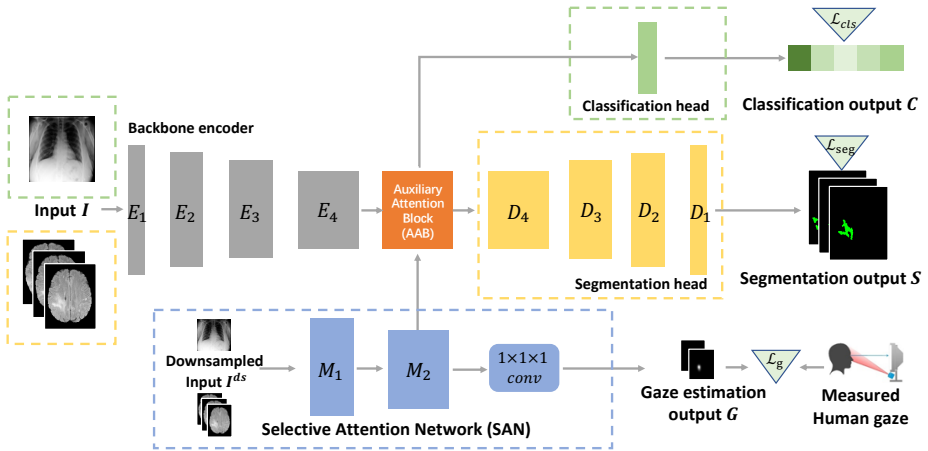 Input I
Backbone encoder
E₁
E₂
E₃
E₄
Auxiliary
Attention
Block
(AAB)
Classification head
ℒ_cls
Classification output C
D₄
D₃
D₂
D₁
Segmentation head
ℒ_seg
Segmentation output S
Downsampled
Input I^ds
M₁
M₂
1×1×1
conv
Selective Attention Network (SAN)
Gaze estimation
output G
ℒ_g
Measured
Human gaze